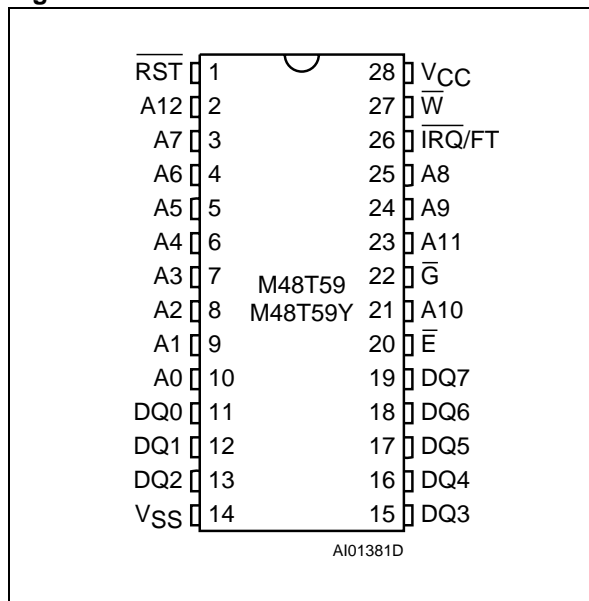 R̅S̅T̅ 1 28 VCC
A12 2 27 W̅
A7 3 26 I̅R̅Q̅/FT
A6 4 25 A8
A5 5 24 A9
A4 6 23 A11
A3 7 22 G̅
M48T59
A2 8 M48T59Y 21 A10
A1 9 20 E̅
A0 10 19 DQ7
DQ0 11 18 DQ6
DQ1 12 17 DQ5
DQ2 13 16 DQ4
VSS 14 15 DQ3
AI01381D